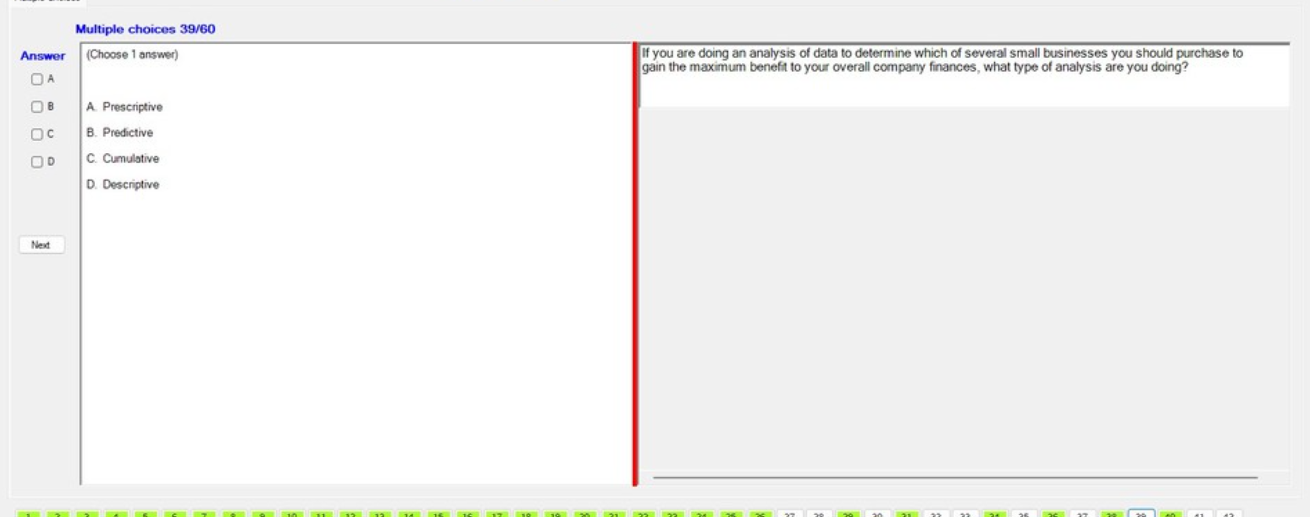 Multiple choices 39/60
Answer
(Choose 1 answer)
If you are doing an analysis of data to determine which of several small businesses you should purchase to
gain the maximum benefit to your overall company finances, what type of analysis are you doing?
A
B
C
D
A. Prescriptive
B. Predictive
C. Cumulative
D. Descriptive
Next
1 2 3 4 5 6 7 8 9 10 11 12 13 14 15 16 17 18 19 20 21 22 23 24 25 26 27 28 29 30 31 32 33 34 35 36 37 38 39 40 41 42